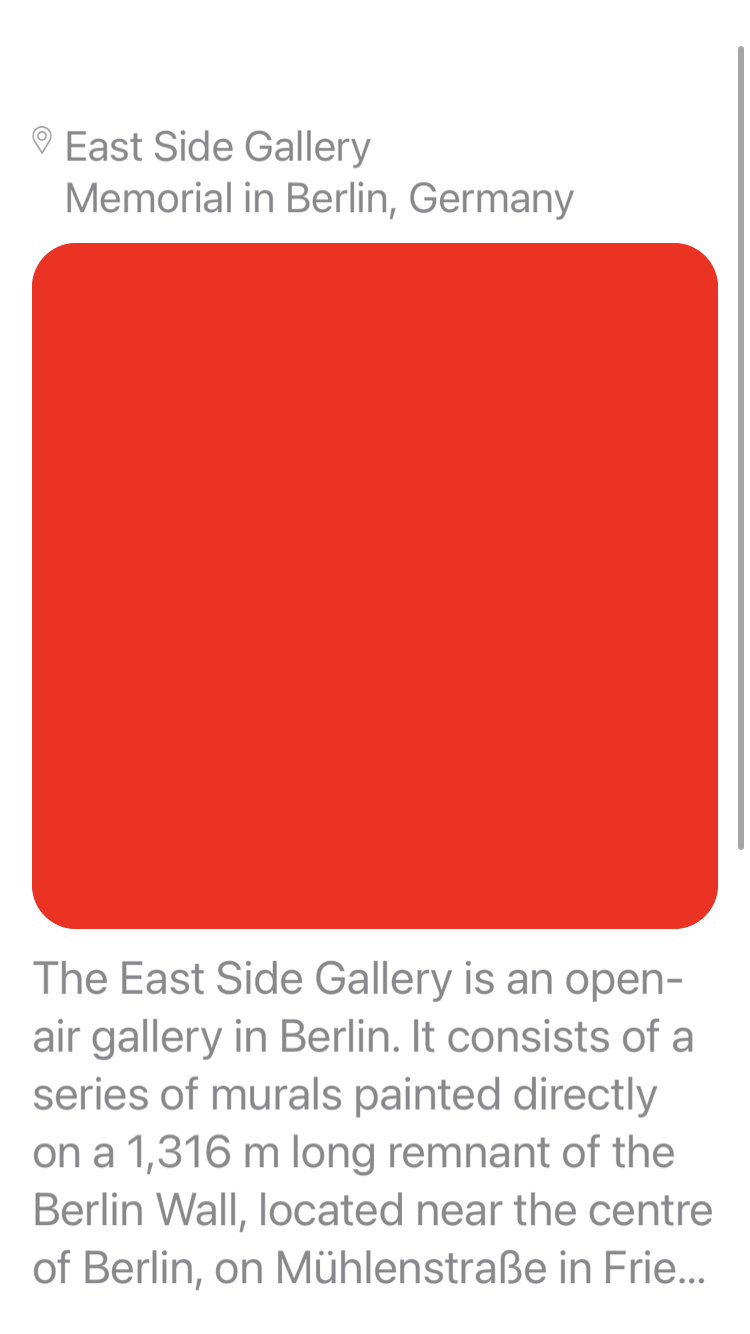 East Side Gallery
Memorial in Berlin, Germany
The East Side Gallery is an open-
air gallery in Berlin. It consists of a
series of murals painted directly
on a 1,316 m long remnant of the
Berlin Wall, located near the centre
of Berlin, on Mühlenstraße in Frie...